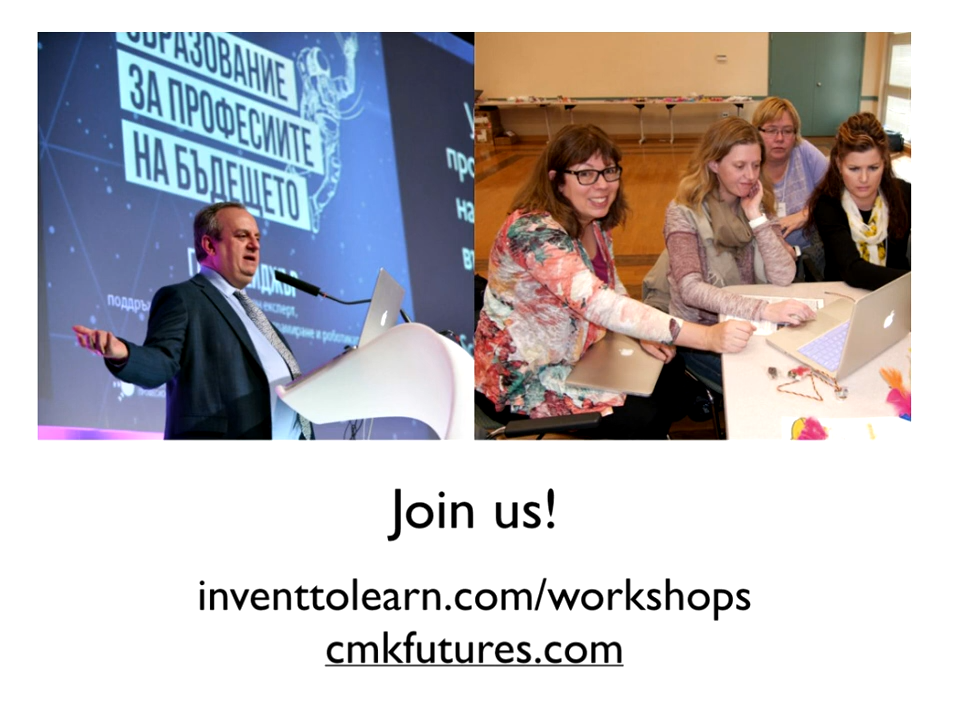 ОБРАЗОВАНИЕ
ЗА ПРОФЕСИИТЕ
НА БЪДЕЩЕТО
Join us!
inventtolearn.com/workshops
cmkfutures.com